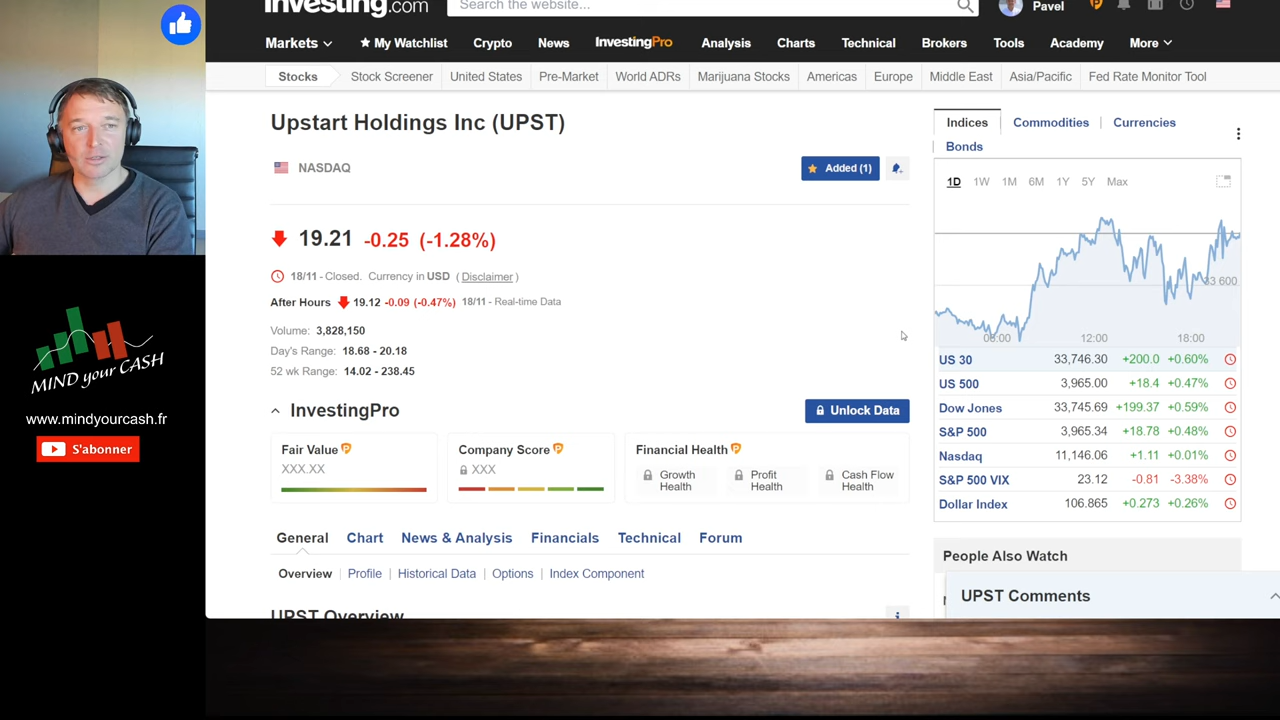 Investing.com
Search the website...
Pavel
Markets
My Watchlist
Crypto
News
InvestingPro
Analysis
Charts
Technical
Brokers
Tools
Academy
More
Stocks
Stock Screener
United States
Pre-Market
World ADRs
Marijuana Stocks
Americas
Europe
Middle East
Asia/Pacific
Fed Rate Monitor Tool
Upstart Holdings Inc (UPST)
NASDAQ
Added (1)
19.21 -0.25 (-1.28%)
18/11 - Closed. Currency in USD ( Disclaimer )
After Hours 19.12 -0.09 (-0.47%) 18/11 - Real-time Data
Volume: 3,828,150
Day's Range: 18.68 - 20.18
52 wk Range: 14.02 - 238.45
InvestingPro
Unlock Data
Fair Value
XXX.XX
Company Score
XXX
Financial Health
Growth
Health
Profit
Health
Cash Flow
Health
General
Chart
News & Analysis
Financials
Technical
Forum
Overview
Profile
Historical Data
Options
Index Component
UPST Overview
Indices
Commodities
Currencies
Bonds
1D 1W 1M 6M 1Y 5Y Max
33 600
12:00 18:00
US 30 33,746.30 +200.0 +0.60%
US 500 3,965.00 +18.4 +0.47%
Dow Jones 33,745.69 +199.37 +0.59%
S&P 500 3,965.34 +18.78 +0.48%
Nasdaq 11,146.06 +1.11 +0.01%
S&P 500 VIX 23.12 -0.81 -3.38%
Dollar Index 106.865 +0.273 +0.26%
People Also Watch
UPST Comments
MIND your CASH
www.mindyourcash.fr
S'abonner